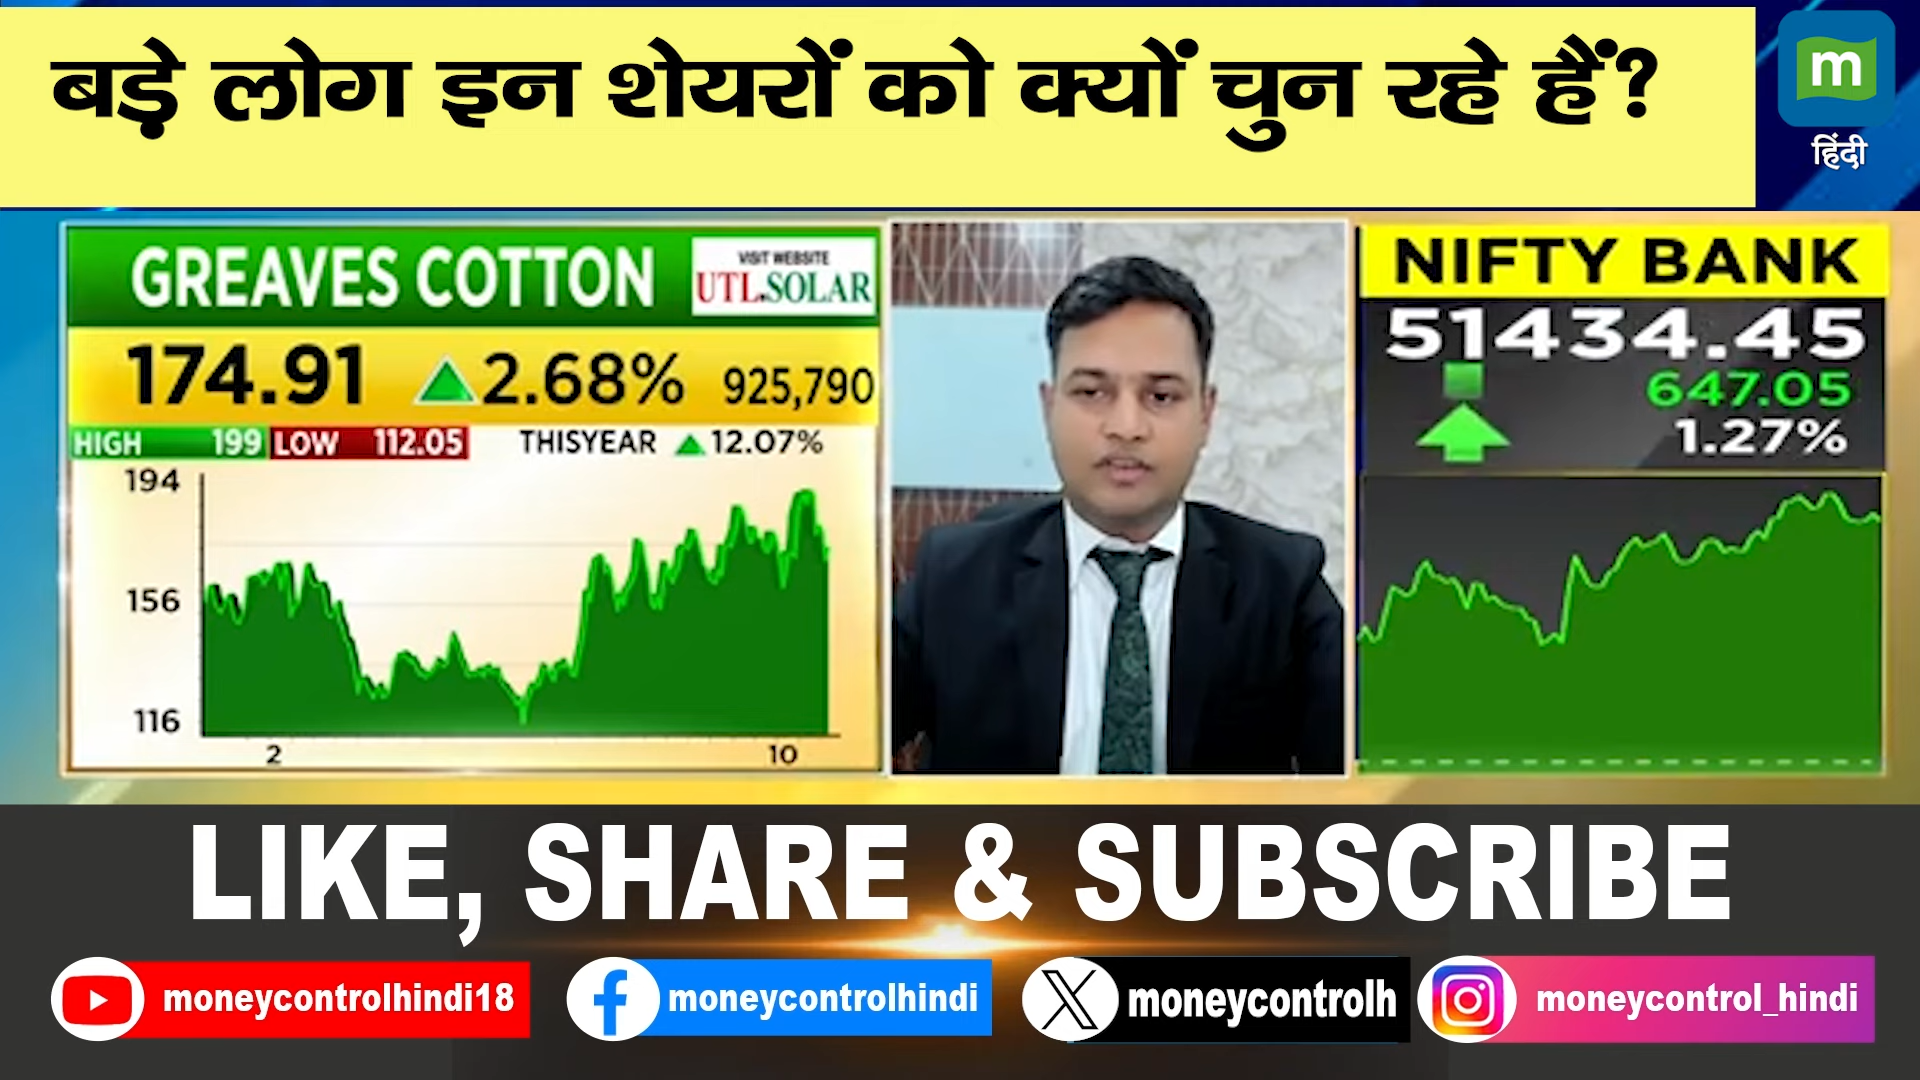 बड़े लोग इन शेयरों को क्यों चुन रहे हैं?
m
हिंदी
GREAVES COTTON
VISIT WEBSITE
UTL.SOLAR
174.91 2.68% 925,790
HIGH 199 LOW 112.05 THISYEAR 12.07%
194
156
116
2 10
NIFTY BANK
51434.45
647.05
1.27%
LIKE, SHARE & SUBSCRIBE
moneycontrolhindi18
moneycontrolhindi
moneycontrolh
moneycontrol_hindi